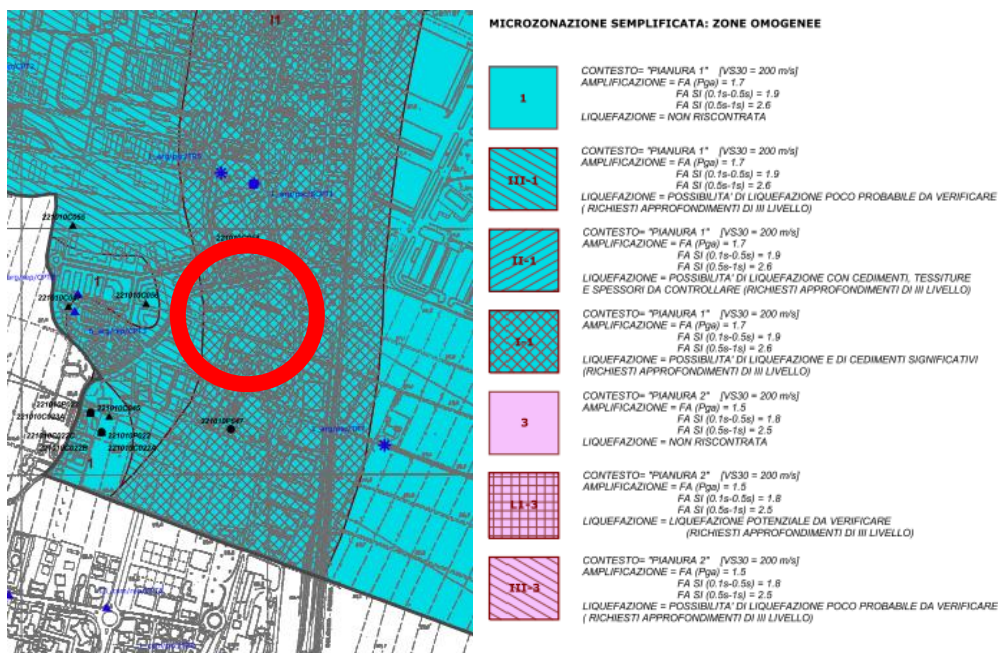 I1
221010C055
1
221010C056
221010P047
221010C045
221010C023A
221010P022
221010C022C
221010C022B
221010C022A
1
MICROZONAZIONE SEMPLIFICATA: ZONE OMOGENEE
1
CONTESTO= "PIANURA 1" [VS30 = 200 m/s]
AMPLIFICAZIONE = FA (Pga) = 1.7
FA SI (0.1s-0.5s) = 1.9
FA SI (0.5s-1s) = 2.6
LIQUEFAZIONE = NON RISCONTRATA
III-1
CONTESTO= "PIANURA 1" [VS30 = 200 m/s]
AMPLIFICAZIONE = FA (Pga) = 1.7
FA SI (0.1s-0.5s) = 1.9
FA SI (0.5s-1s) = 2.6
LIQUEFAZIONE = POSSIBILITA' DI LIQUEFAZIONE POCO PROBABILE DA VERIFICARE
( RICHIESTI APPROFONDIMENTI DI III LIVELLO)
II-1
CONTESTO= "PIANURA 1" [VS30 = 200 m/s]
AMPLIFICAZIONE = FA (Pga) = 1.7
FA SI (0.1s-0.5s) = 1.9
FA SI (0.5s-1s) = 2.6
LIQUEFAZIONE = POSSIBILITA' DI LIQUEFAZIONE CON CEDIMENTI, TESSITURE
E SPESSORI DA CONTROLLARE (RICHIESTI APPROFONDIMENTI DI III LIVELLO)
I-1
CONTESTO= "PIANURA 1" [VS30 = 200 m/s]
AMPLIFICAZIONE = FA (Pga) = 1.7
FA SI (0.1s-0.5s) = 1.9
FA SI (0.5s-1s) = 2.6
LIQUEFAZIONE = POSSIBILITA' DI LIQUEFAZIONE E DI CEDIMENTI SIGNIFICATIVI
(RICHIESTI APPROFONDIMENTI DI III LIVELLO)
3
CONTESTO= "PIANURA 2" [VS30 = 200 m/s]
AMPLIFICAZIONE = FA (Pga) = 1.5
FA SI (0.1s-0.5s) = 1.8
FA SI (0.5s-1s) = 2.5
LIQUEFAZIONE = NON RISCONTRATA
LI-3
CONTESTO= "PIANURA 2" [VS30 = 200 m/s]
AMPLIFICAZIONE = FA (Pga) = 1.5
FA SI (0.1s-0.5s) = 1.8
FA SI (0.5s-1s) = 2.5
LIQUEFAZIONE = LIQUEFAZIONE POTENZIALE DA VERIFICARE
(RICHIESTI APPROFONDIMENTI DI III LIVELLO)
III-3
CONTESTO= "PIANURA 2" [VS30 = 200 m/s]
AMPLIFICAZIONE = FA (Pga) = 1.5
FA SI (0.1s-0.5s) = 1.8
FA SI (0.5s-1s) = 2.5
LIQUEFAZIONE = POSSIBILITA' DI LIQUEFAZIONE POCO PROBABILE DA VERIFICARE
( RICHIESTI APPROFONDIMENTI DI III LIVELLO)